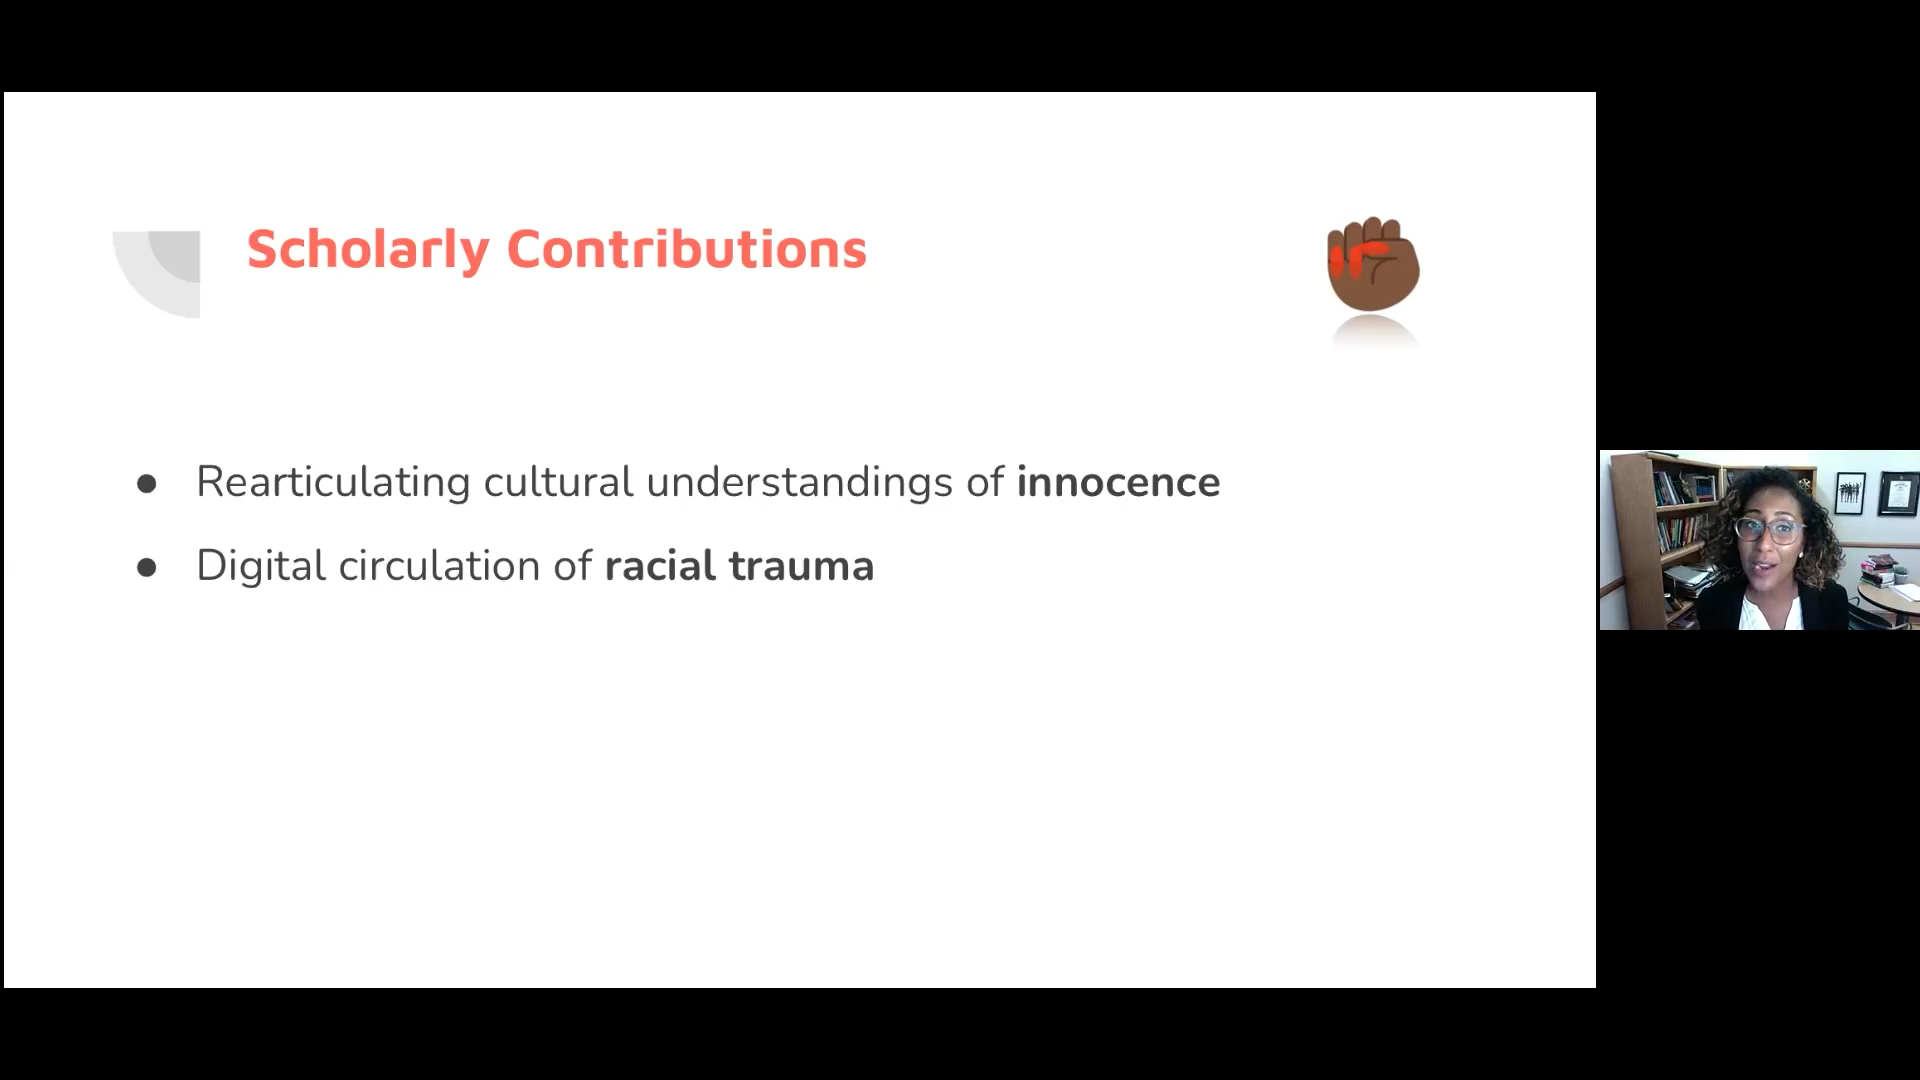 Scholarly Contributions
● Rearticulating cultural understandings of innocence
● Digital circulation of racial trauma